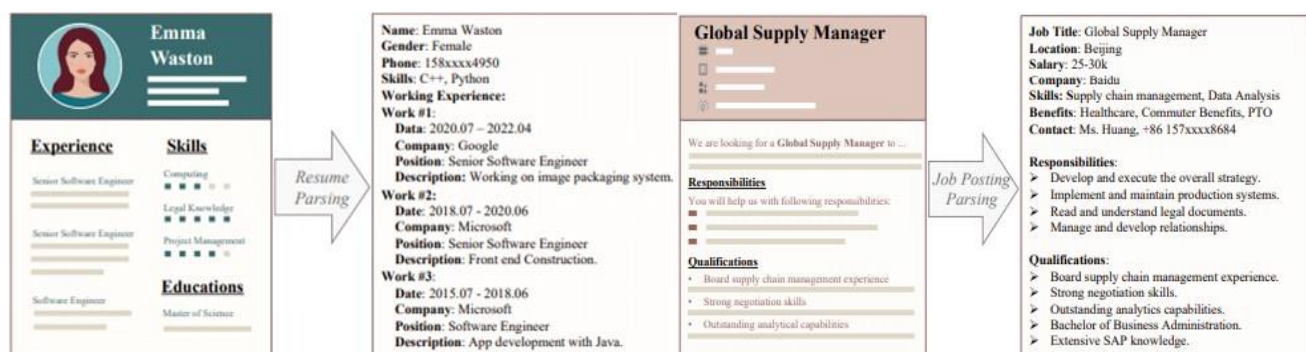 Emma
Waston
Experience
Senior Software Engineer
Senior Software Engineer
Software Engineer
Skills
Computing
Legal Knowledge
Project Management
Educations
Master of Science
Resume
Parsing
Name: Emma Waston
Gender: Female
Phone: 158xxxx4950
Skills: C++, Python
Working Experience:
Work #1:
Data: 2020.07 – 2022.04
Company: Google
Position: Senior Software Engineer
Description: Working on image packaging system.
Work #2:
Date: 2018.07 - 2020.06
Company: Microsoft
Position: Senior Software Engineer
Description: Front end Construction.
Work #3:
Date: 2015.07 - 2018.06
Company: Microsoft
Position: Software Engineer
Description: App development with Java.
Global Supply Manager
We are looking for a Global Supply Manager to ...
Responsibilities
You will help us with following responsibilities:
Qualifications
• Board supply chain management experience
• Strong negotiation skills
• Outstanding analytical capabilities
Job Posting
Parsing
Job Title: Global Supply Manager
Location: Beijing
Salary: 25-30k
Company: Baidu
Skills: Supply chain management, Data Analysis
Benefits: Healthcare, Commuter Benefits, PTO
Contact: Ms. Huang, +86 157xxxx8684
Responsibilities:
➢ Develop and execute the overall strategy.
➢ Implement and maintain production systems.
➢ Read and understand legal documents.
➢ Manage and develop relationships.
Qualifications:
➢ Board supply chain management experience.
➢ Strong negotiation skills.
➢ Outstanding analytics capabilities.
➢ Bachelor of Business Administration.
➢ Extensive SAP knowledge.